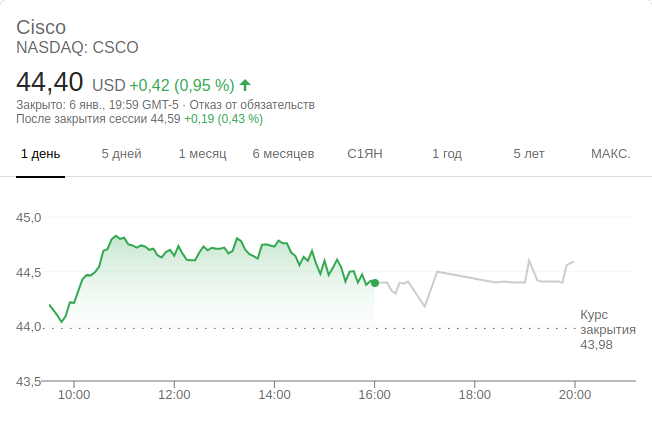 Cisco
NASDAQ: CSCO
44,40 USD +0,42 (0,95 %)
Закрыто: 6 янв., 19:59 GMT-5 · Отказ от обязательств
После закрытия сессии 44,59 +0,19 (0,43 %)
1 день 5 дней 1 месяц 6 месяцев С1ЯН 1 год 5 лет МАКС.
45,0
44,5
44,0
Курс
закрытия
43,98
43,5
10:00 12:00 14:00 16:00 18:00 20:00